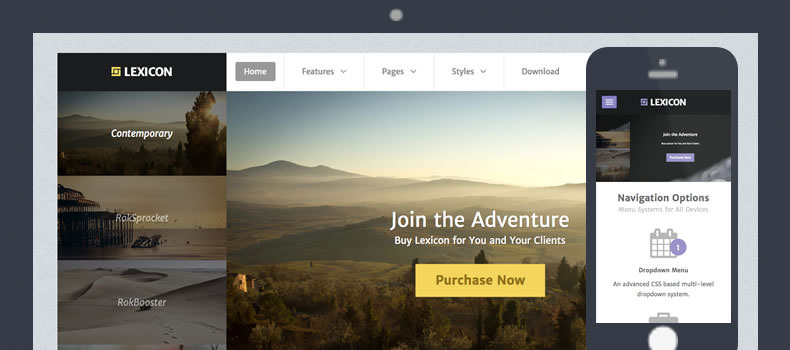 LEXICON
Home
Features
Pages
Styles
Download
Contemporary
RokSprocket
RokBooster
Join the Adventure
Buy Lexicon for You and Your Clients
Purchase Now
LEXICON
Join the Adventure
Buy Lexicon for You and Your Clients
Purchase Now
Navigation Options
Menu Systems for All Devices
1
Dropdown Menu
An advanced CSS based multi-level
dropdown system.